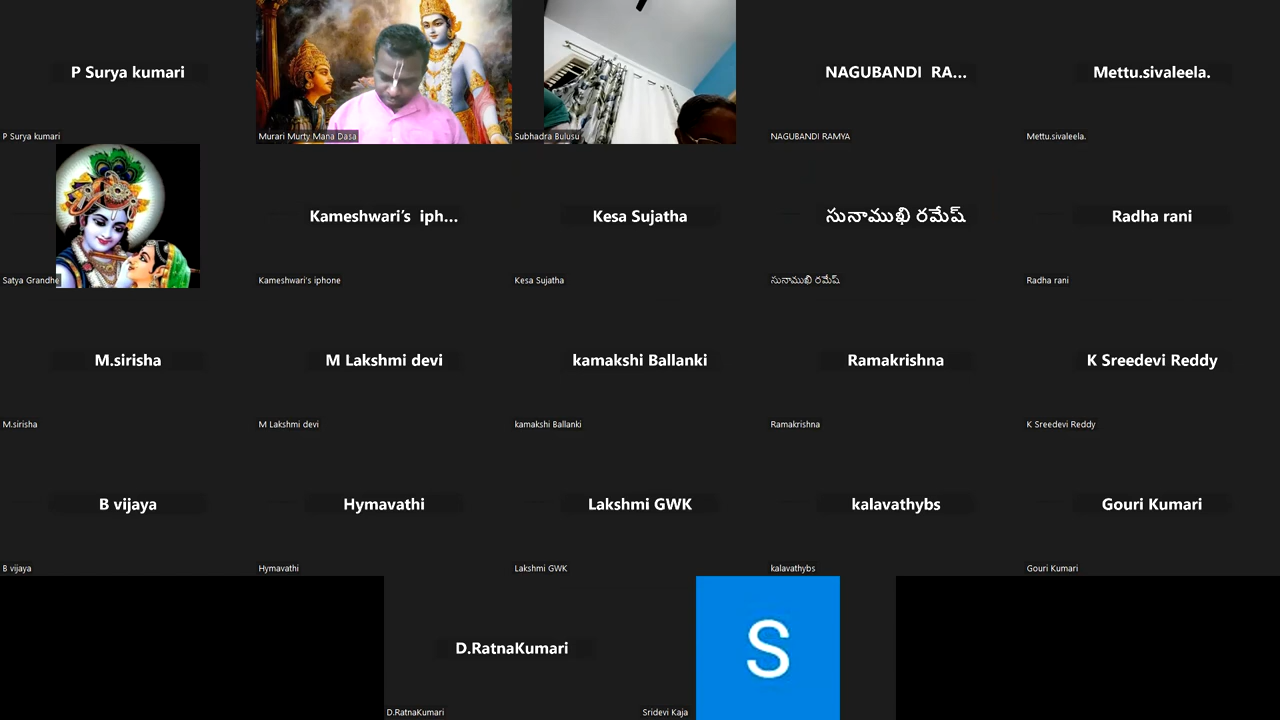 P Surya kumari
P Surya kumari
Murari Murty Mana Dasa
Subhadra Bulusu
NAGUBANDI RA...
NAGUBANDI RAMYA
Mettu.sivaleela.
Mettu.sivaleela.
Satya Grandhe
Kameshwari's iph...
Kameshwari's iphone
Kesa Sujatha
Kesa Sujatha
సునాముఖి రమేష్
సునాముఖి రమేష్
Radha rani
Radha rani
M.sirisha
M.sirisha
M Lakshmi devi
M Lakshmi devi
kamakshi Ballanki
kamakshi Ballanki
Ramakrishna
Ramakrishna
K Sreedevi Reddy
K Sreedevi Reddy
B vijaya
B vijaya
Hymavathi
Hymavathi
Lakshmi GWK
Lakshmi GWK
kalavathybs
kalavathybs
Gouri Kumari
Gouri Kumari
D.RatnaKumari
D.RatnaKumari
S
Sridevi Kaja